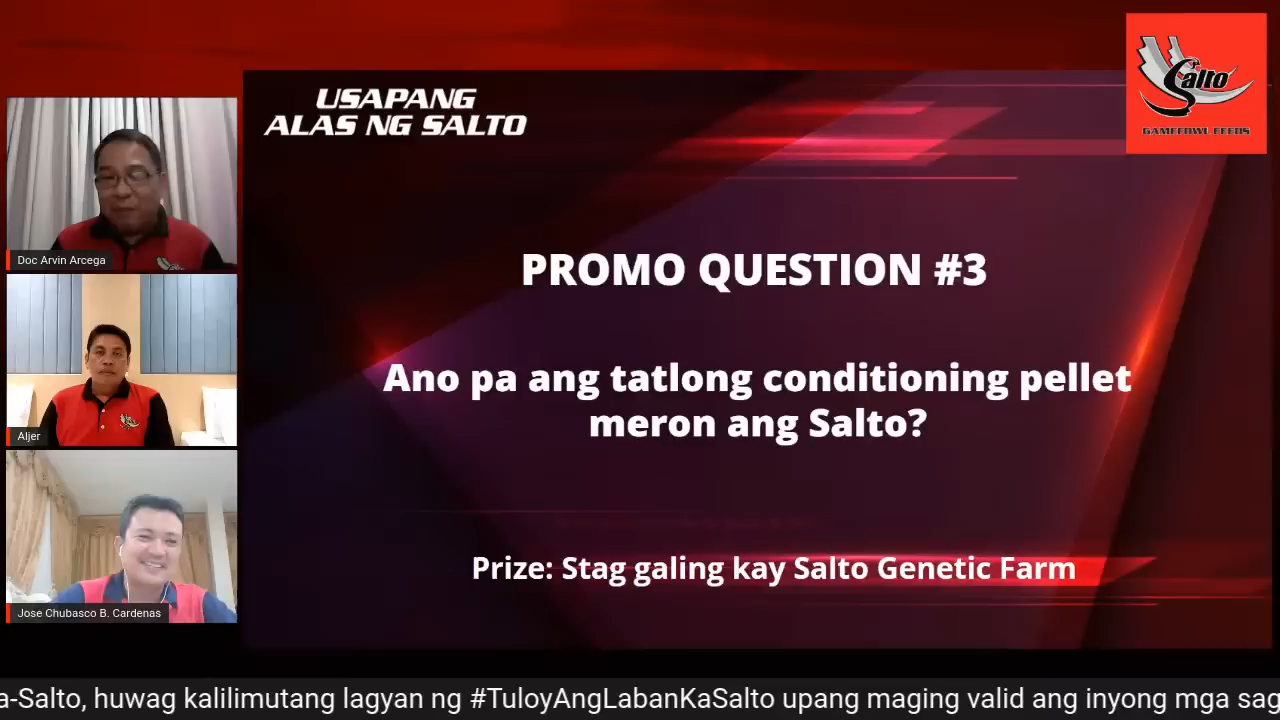 USAPANG
ALAS NG SALTO
Salto
GAMEFOWL FEEDS
PROMO QUESTION #3
Ano pa ang tatlong conditioning pellet
meron ang Salto?
Prize: Stag galing kay Salto Genetic Farm
Doc Arvin Arcega
Aljer
Jose Chubasco B. Cardenas
a-Salto, huwag kalilimutang lagyan ng #TuloyAngLabanKaSalto upang maging valid ang inyong mga sag